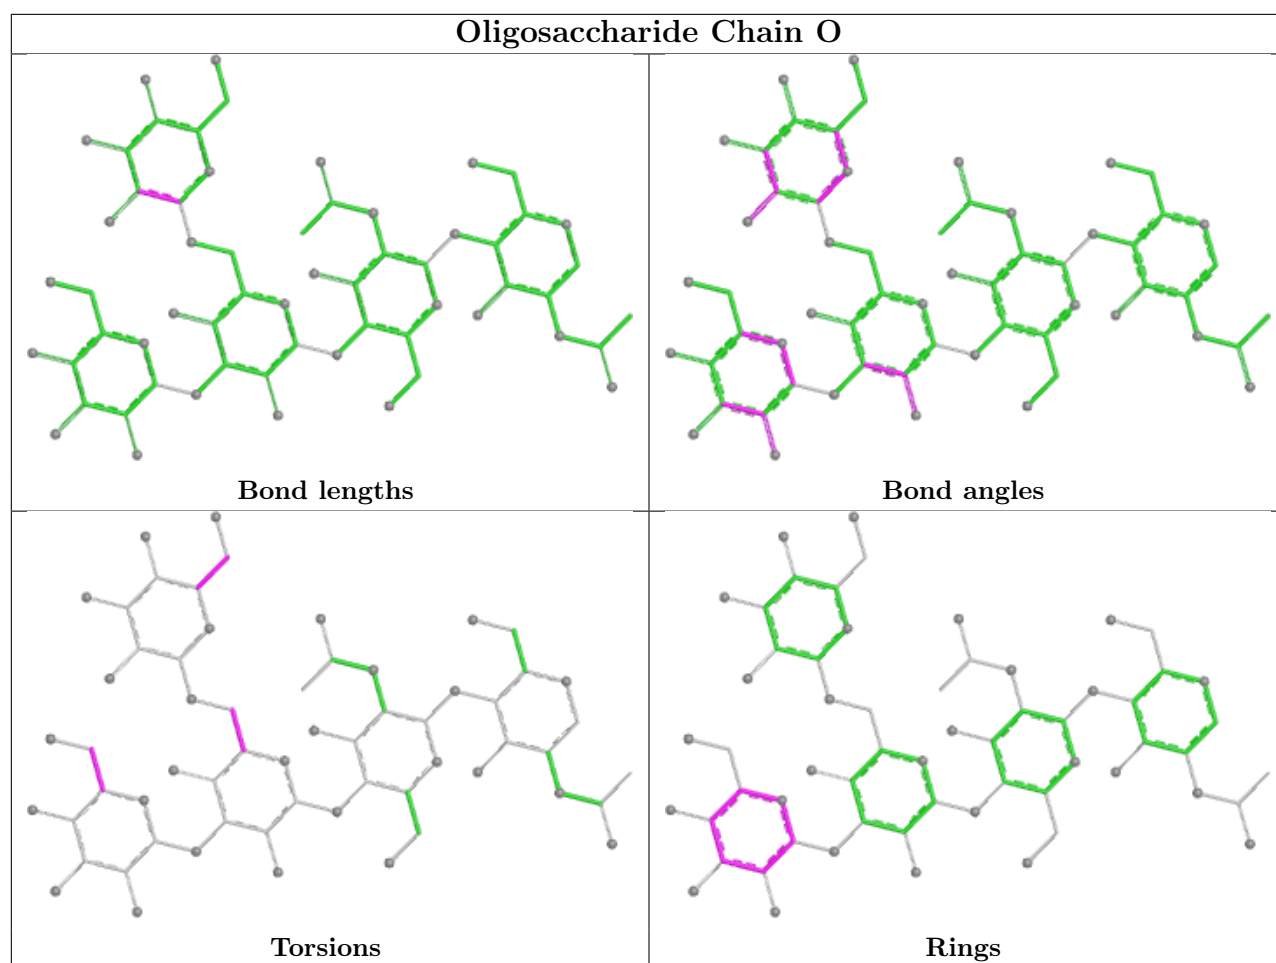 Oligosaccharide Chain O
Bond lengths
Bond angles
Torsions
Rings